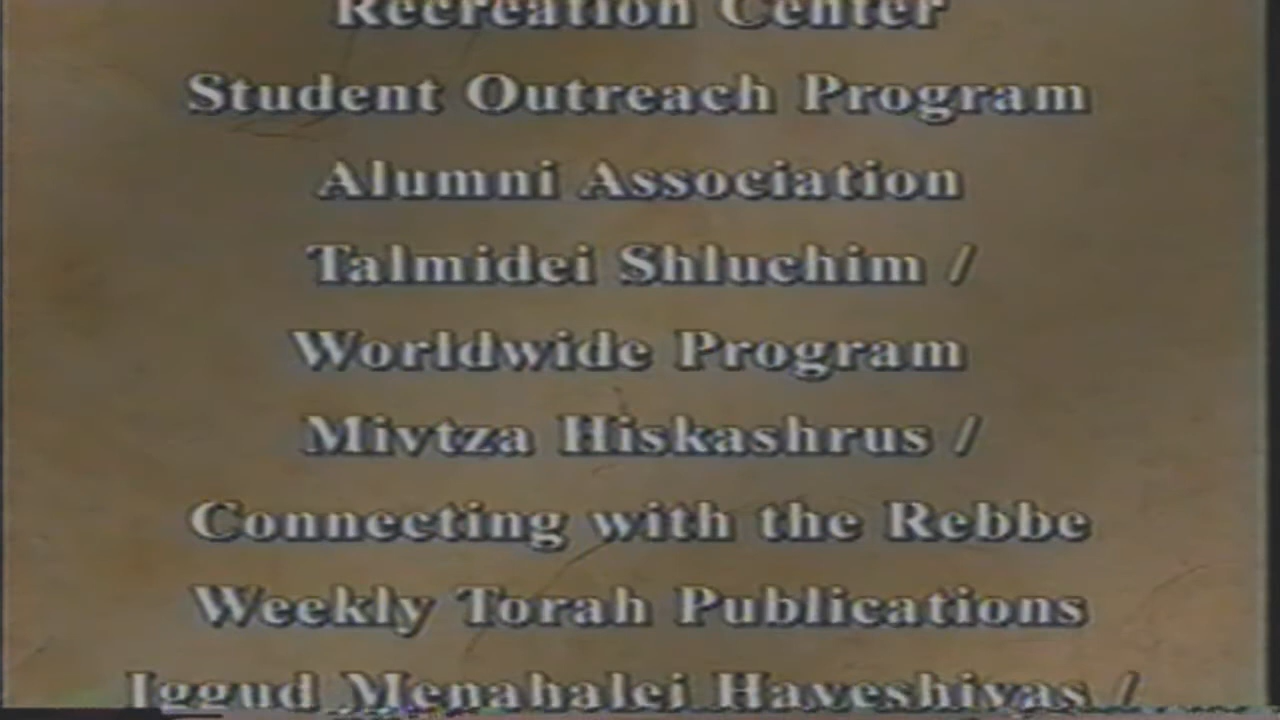 Recreation Center
Student Outreach Program
Alumni Association
Talmidei Shluchim /
Worldwide Program
Mivtza Hiskashrus /
Connecting with the Rebbe
Weekly Torah Publications
Iggud Menahalei Hayeshivas /